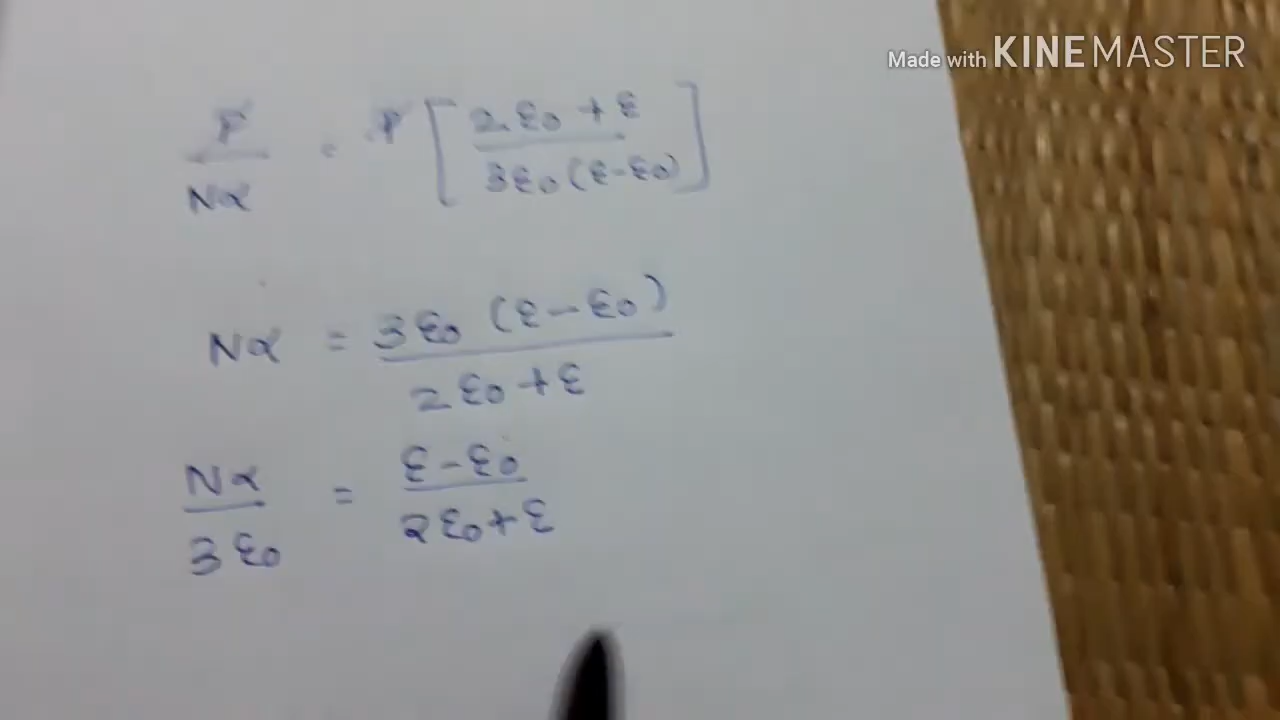 Made with KINEMASTER
P/Nα = P [ (2ε0 + ε) / (3ε0(ε-ε0)) ]
Nα = 3ε0 (ε-ε0) / (2ε0 + ε)
Nα / 3ε0 = (ε-ε0) / (2ε0+ε)